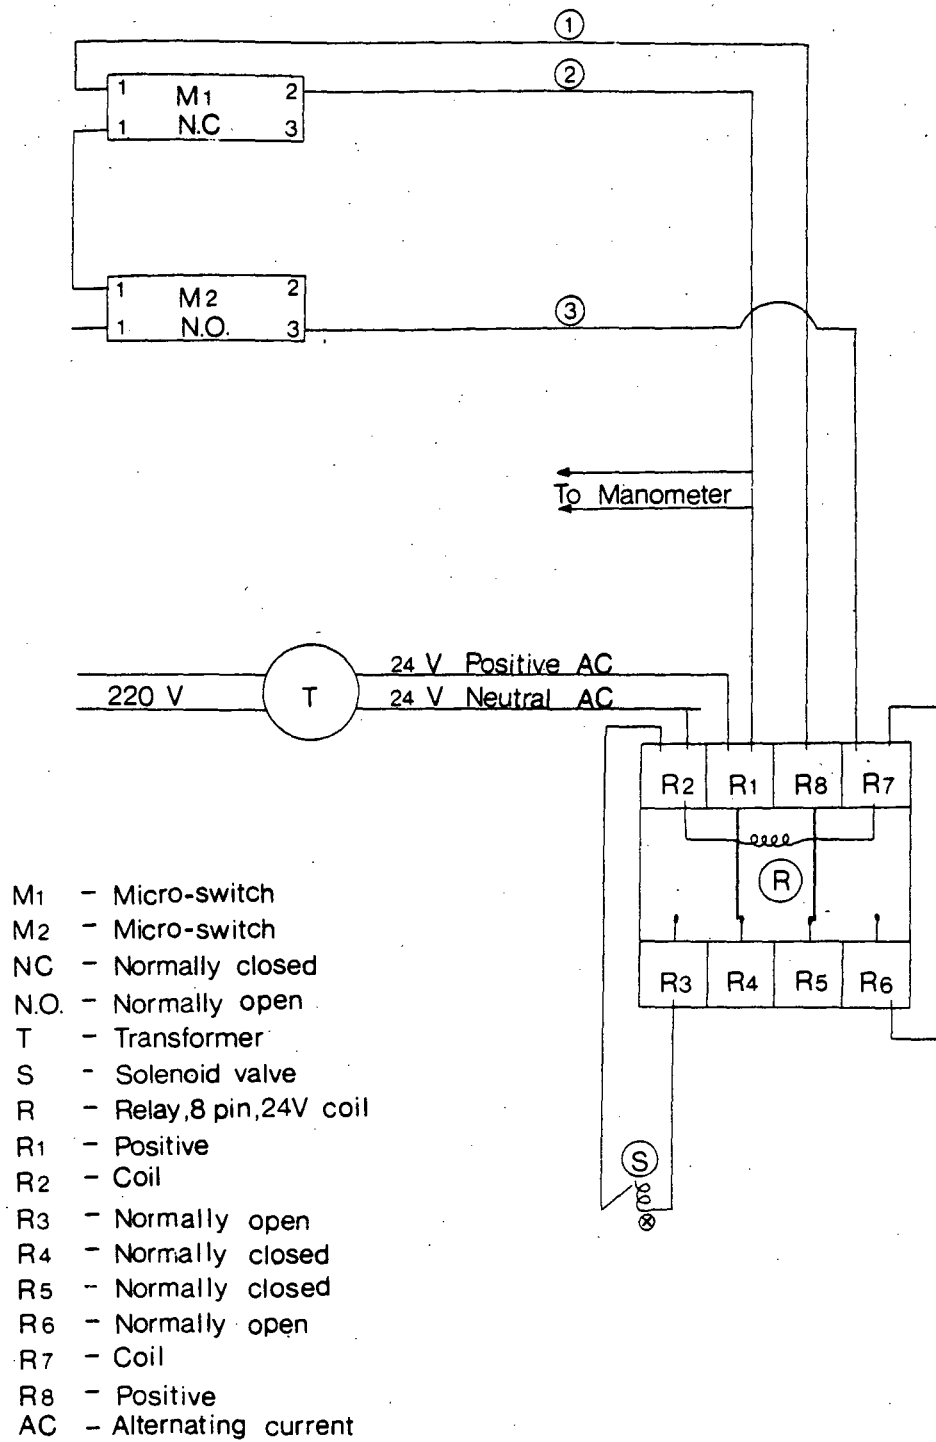 1
1 M1 2
2
1 N.C 3
1 M2 2
1 N.O. 3
3
To Manometer
24 V Positive AC
220 V T 24 V Neutral AC
R2 R1 R8 R7
R
R3 R4 R5 R6
S
M1 - Micro-switch
M2 - Micro-switch
NC - Normally closed
N.O. - Normally open
T - Transformer
S - Solenoid valve
R - Relay,8 pin,24V coil
R1 - Positive
R2 - Coil
R3 - Normally open
R4 - Normally closed
R5 - Normally closed
R6 - Normally open
R7 - Coil
R8 - Positive
AC - Alternating current